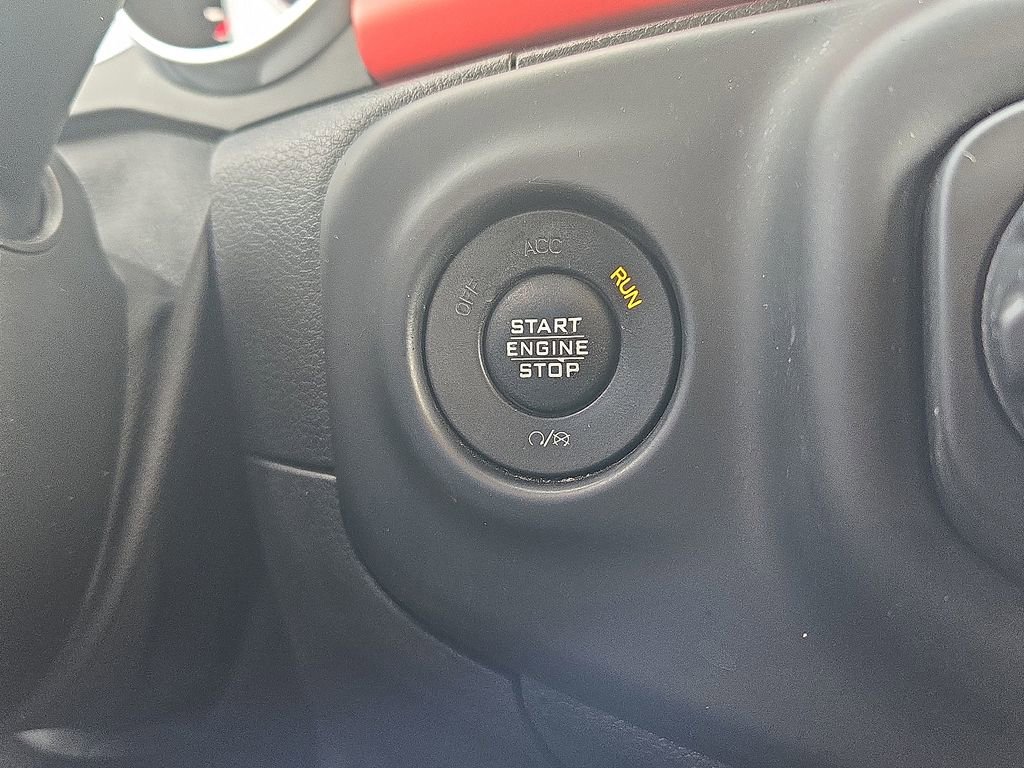 ACC
OFF
RUN
START
ENGINE
STOP